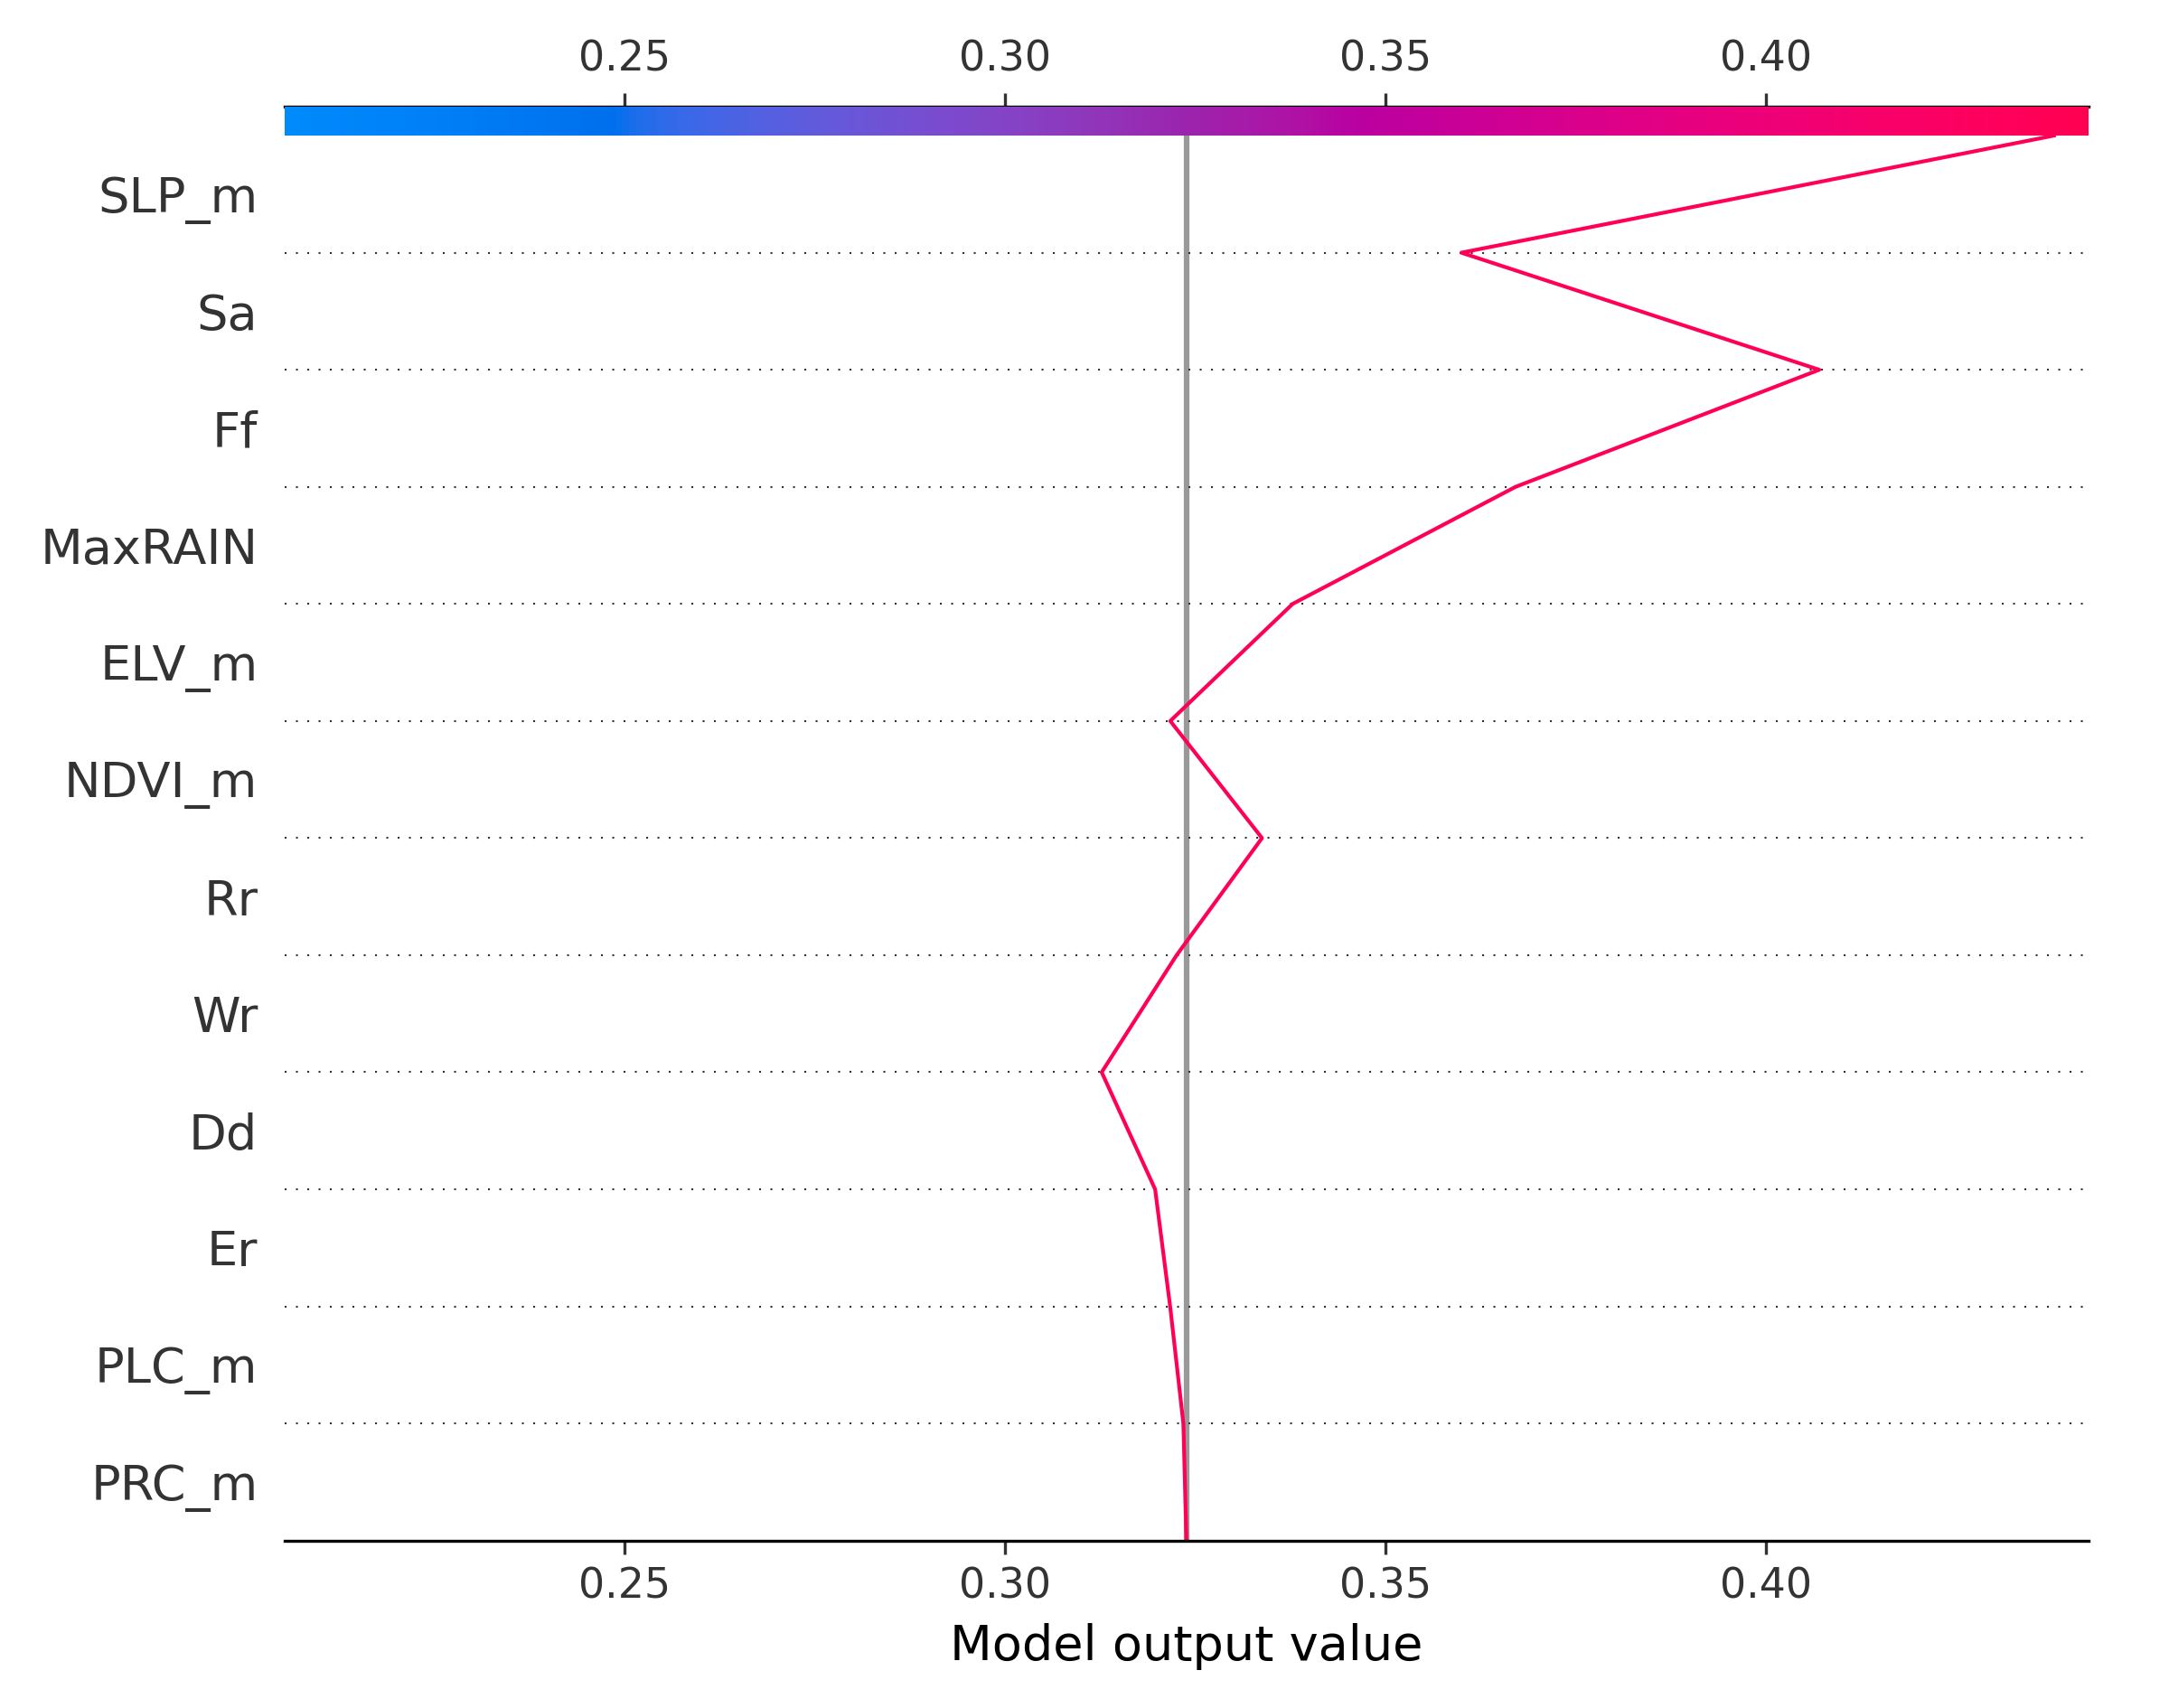 0.25 0.30 0.35 0.40
SLP_m
Sa
Ff
MaxRAIN
ELV_m
NDVI_m
Rr
Wr
Dd
Er
PLC_m
PRC_m
0.25 0.30 0.35 0.40
Model output value